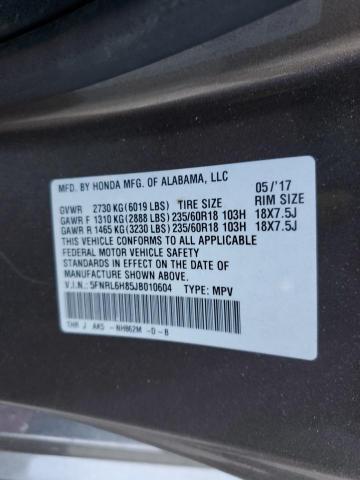 MFD. BY HONDA MFG. OF ALABAMA, LLC 05/'17
GVWR 2730 KG (6019 LBS) TIRE SIZE RIM SIZE
GAWR F 1310 KG (2888 LBS) 235/60R18 103H 18X7.5J
GAWR R 1465 KG (3230 LBS) 235/60R18 103H 18X7.5J
THIS VEHICLE CONFORMS TO ALL APPLICABLE
FEDERAL MOTOR VEHICLE SAFETY
STANDARDS IN EFFECT ON THE DATE OF
MANUFACTURE SHOWN ABOVE.
V.I.N.: 5FNRL6H85JB010604 TYPE: MPV
THR J AK5 -NH862M -D-B